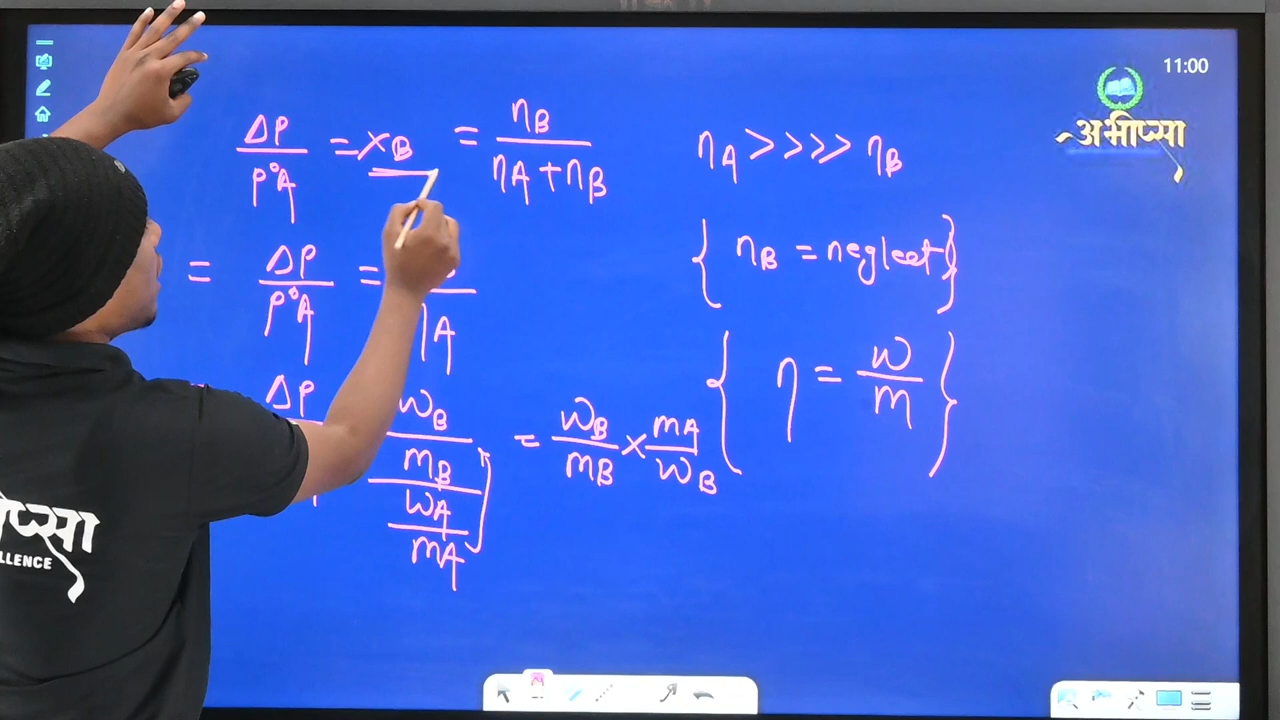 11:00
अभीप्सा
ΔP/P°A = XB = nB/(nA+nB)
nA >>>> nB
= ΔP/P°A =
{ nB = neglect }
ΔP
wB/mB / wA/mA = wB/mB × mA/wB
{ n = w/m }
प्सा
LLENCE